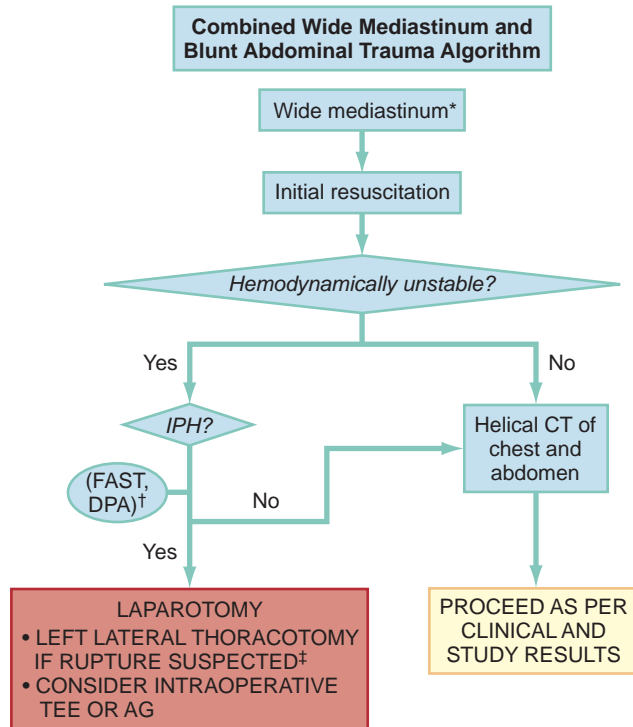 Combined Wide Mediastinum and
Blunt Abdominal Trauma Algorithm
Wide mediastinum*
Initial resuscitation
Hemodynamically unstable?
Yes
No
IPH?
Helical CT of
chest and
abdomen
(FAST,
DPA)†
No
Yes
LAPAROTOMY
• LEFT LATERAL THORACOTOMY
IF RUPTURE SUSPECTED‡
• CONSIDER INTRAOPERATIVE
TEE OR AG
PROCEED AS PER
CLINICAL AND
STUDY RESULTS